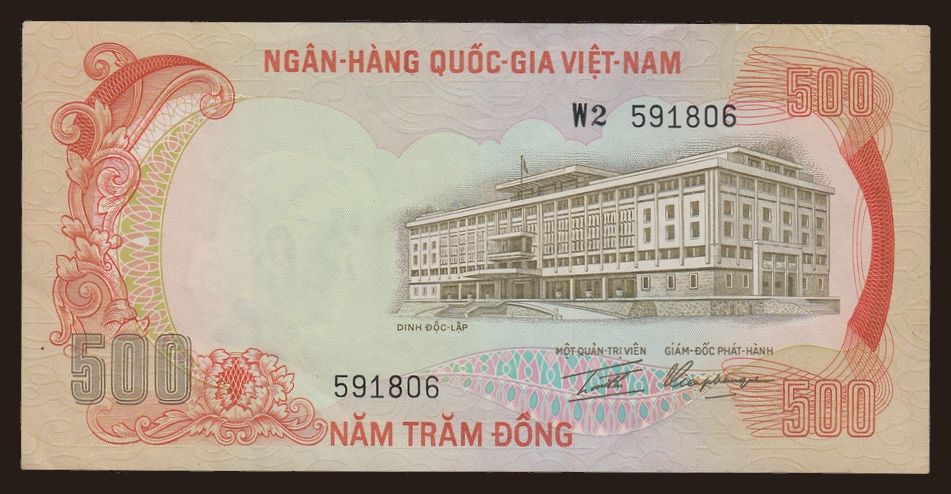 NGÂN-HÀNG QUỐC-GIA VIỆT-NAM
500
W2 591806
DINH ĐỘC-LẬP
MỘT QUẢN-TRỊ VIÊN GIÁM-ĐỐC PHÁT-HÀNH
500
591806
500
NĂM TRĂM ĐỒNG